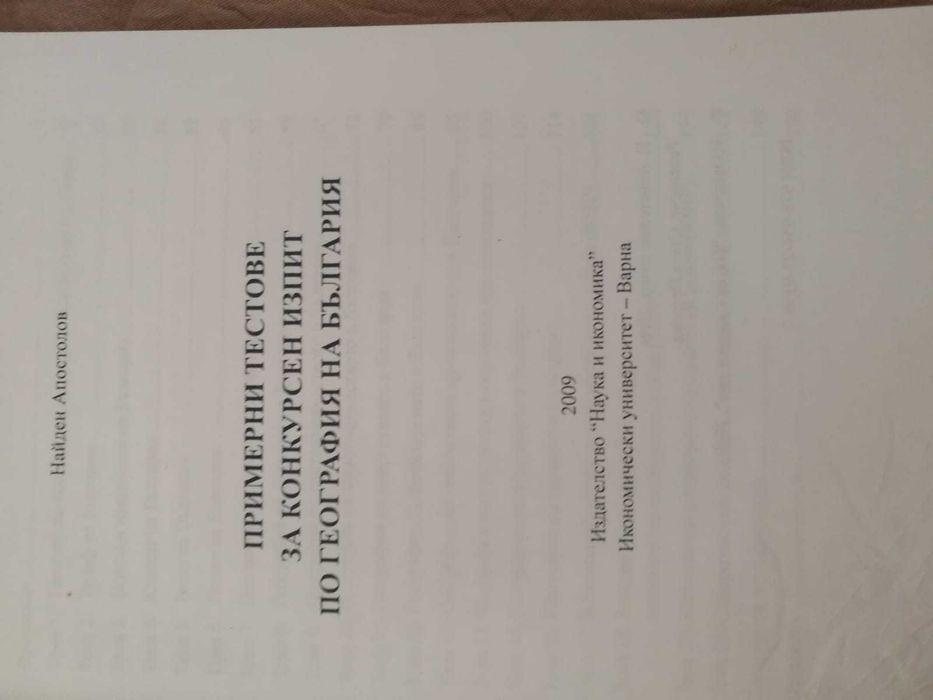 Найден Апостолов
ПРИМЕРНИ ТЕСТОВЕ
ЗА КОНКУРСЕН ИЗПИТ
ПО ГЕОГРАФИЯ НА БЪЛГАРИЯ
2009
Издателство “Наука и икономика”
Икономически университет – Варна